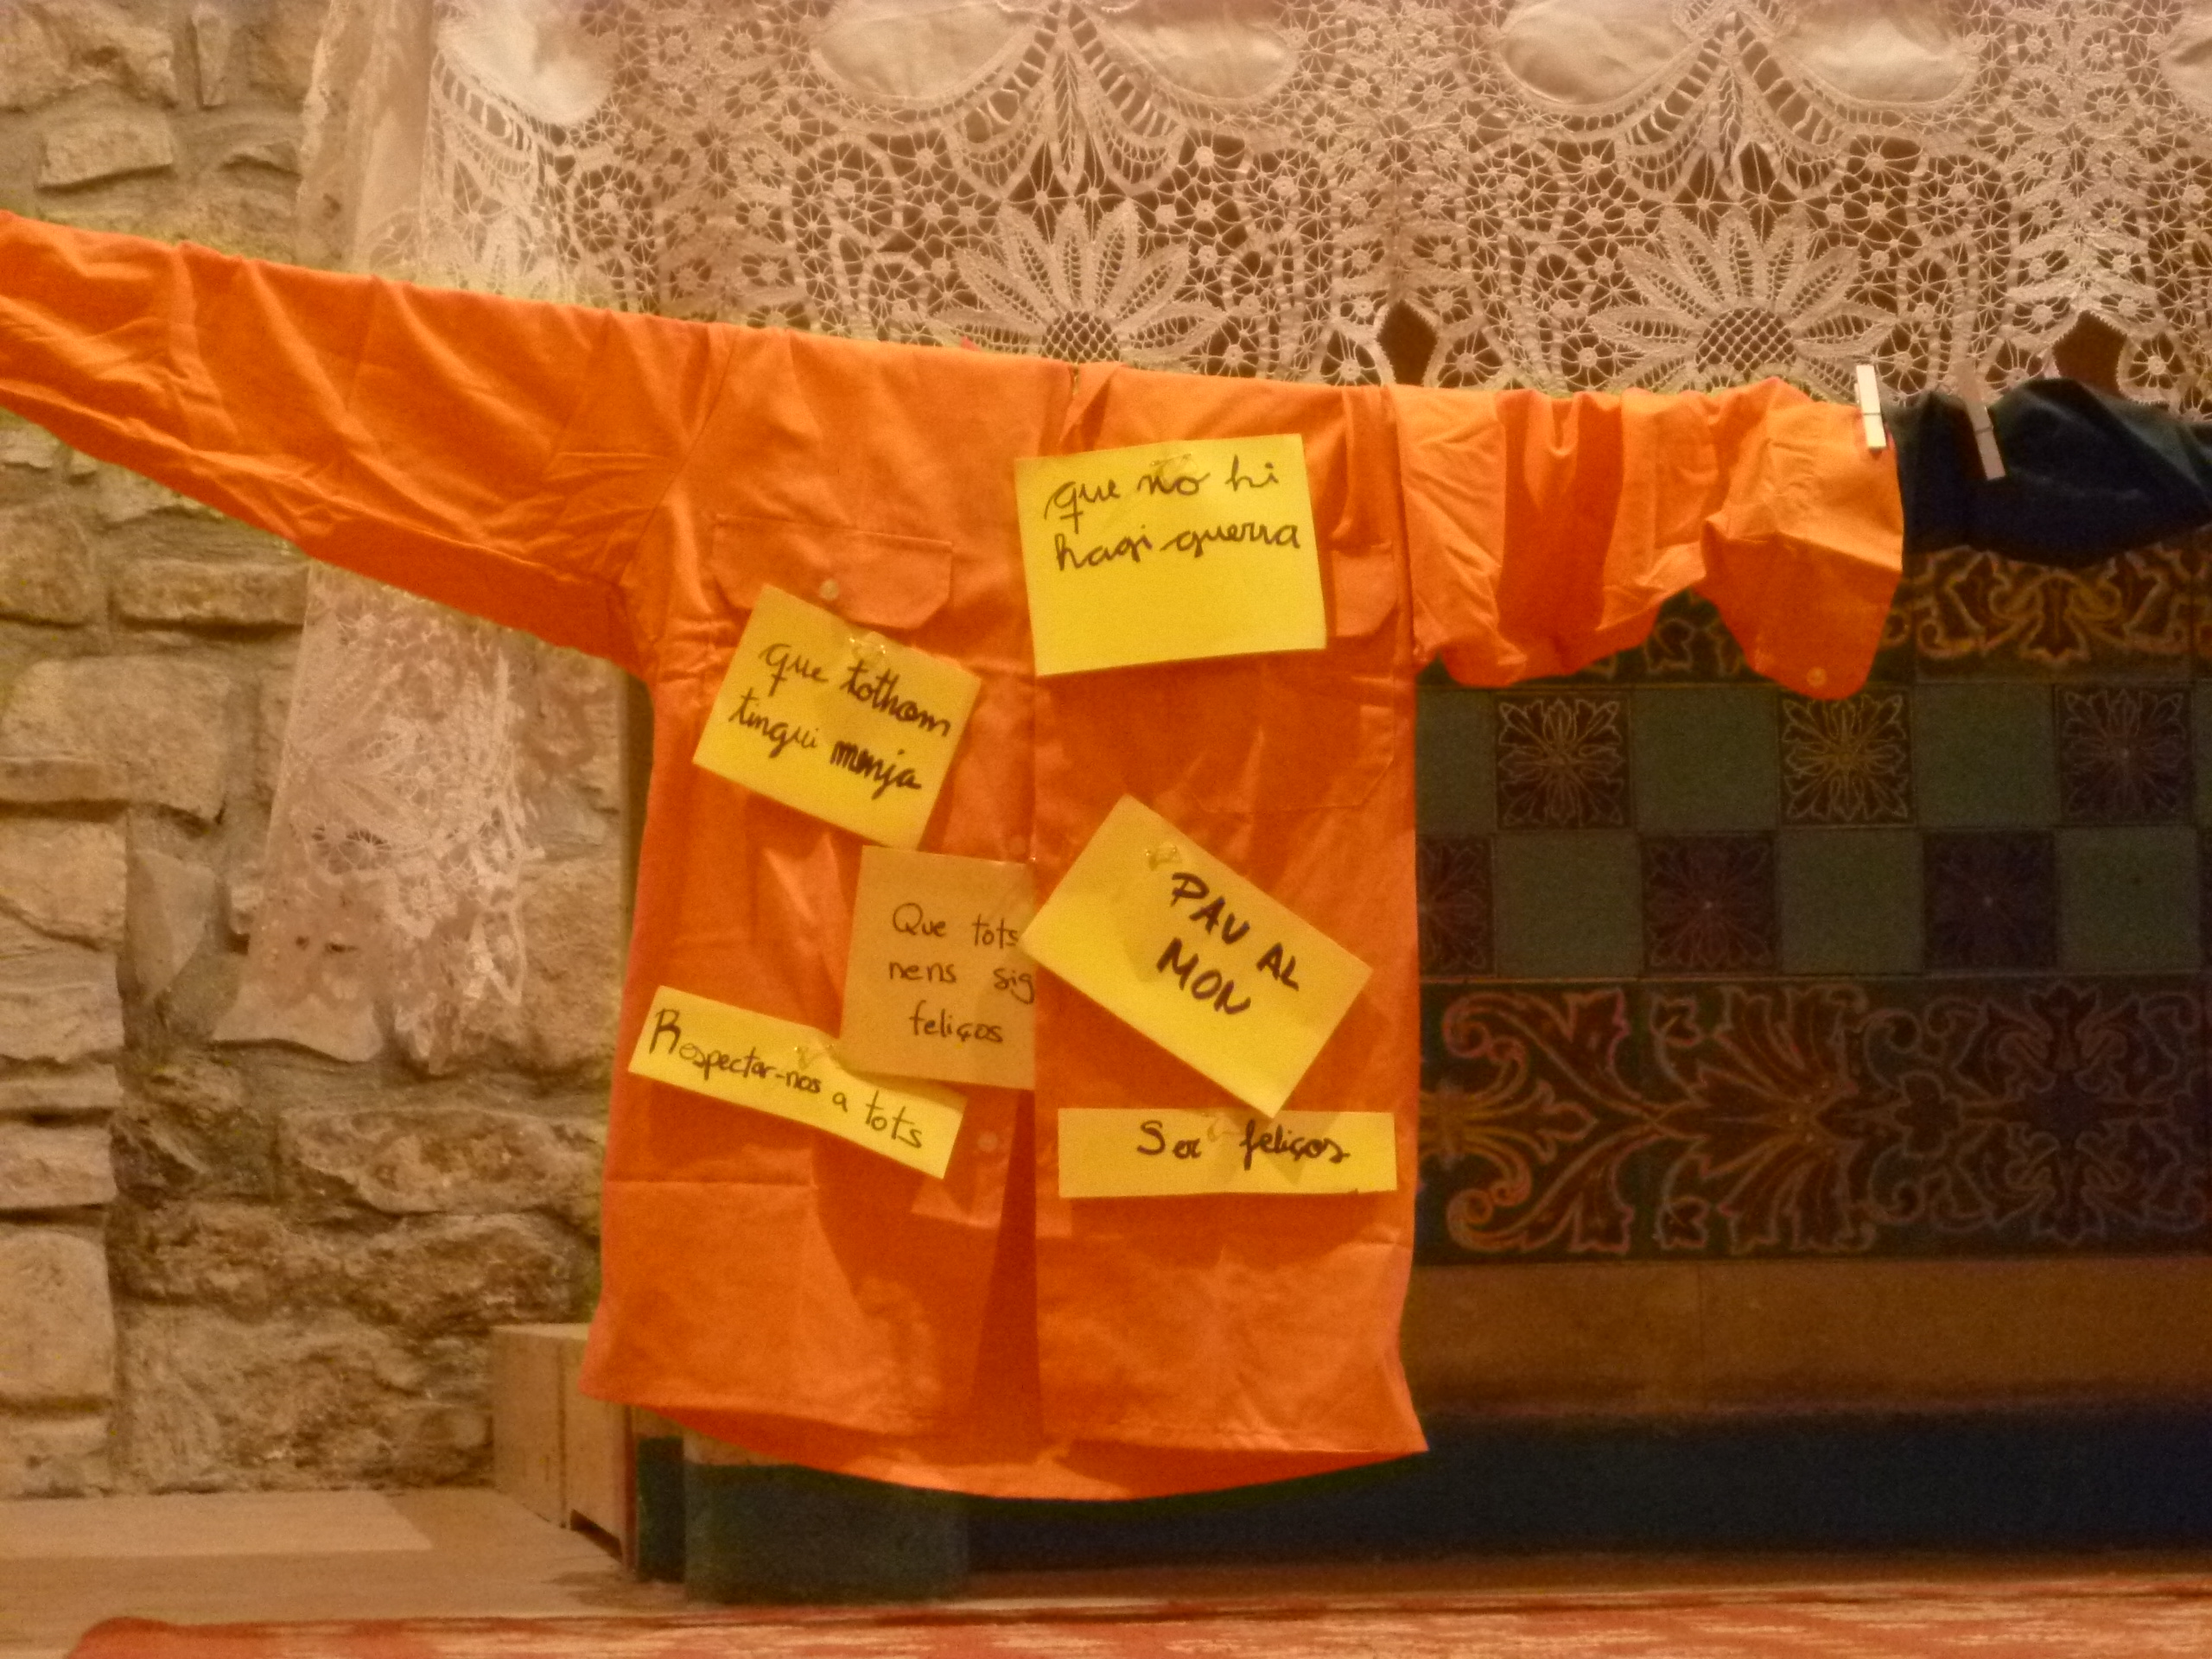 que no hi
hagi guerra
que tothom
tingui menja
Que tots
nens sig
feliços
PAU AL
MON
Respectar-nos a tots
Ser feliços